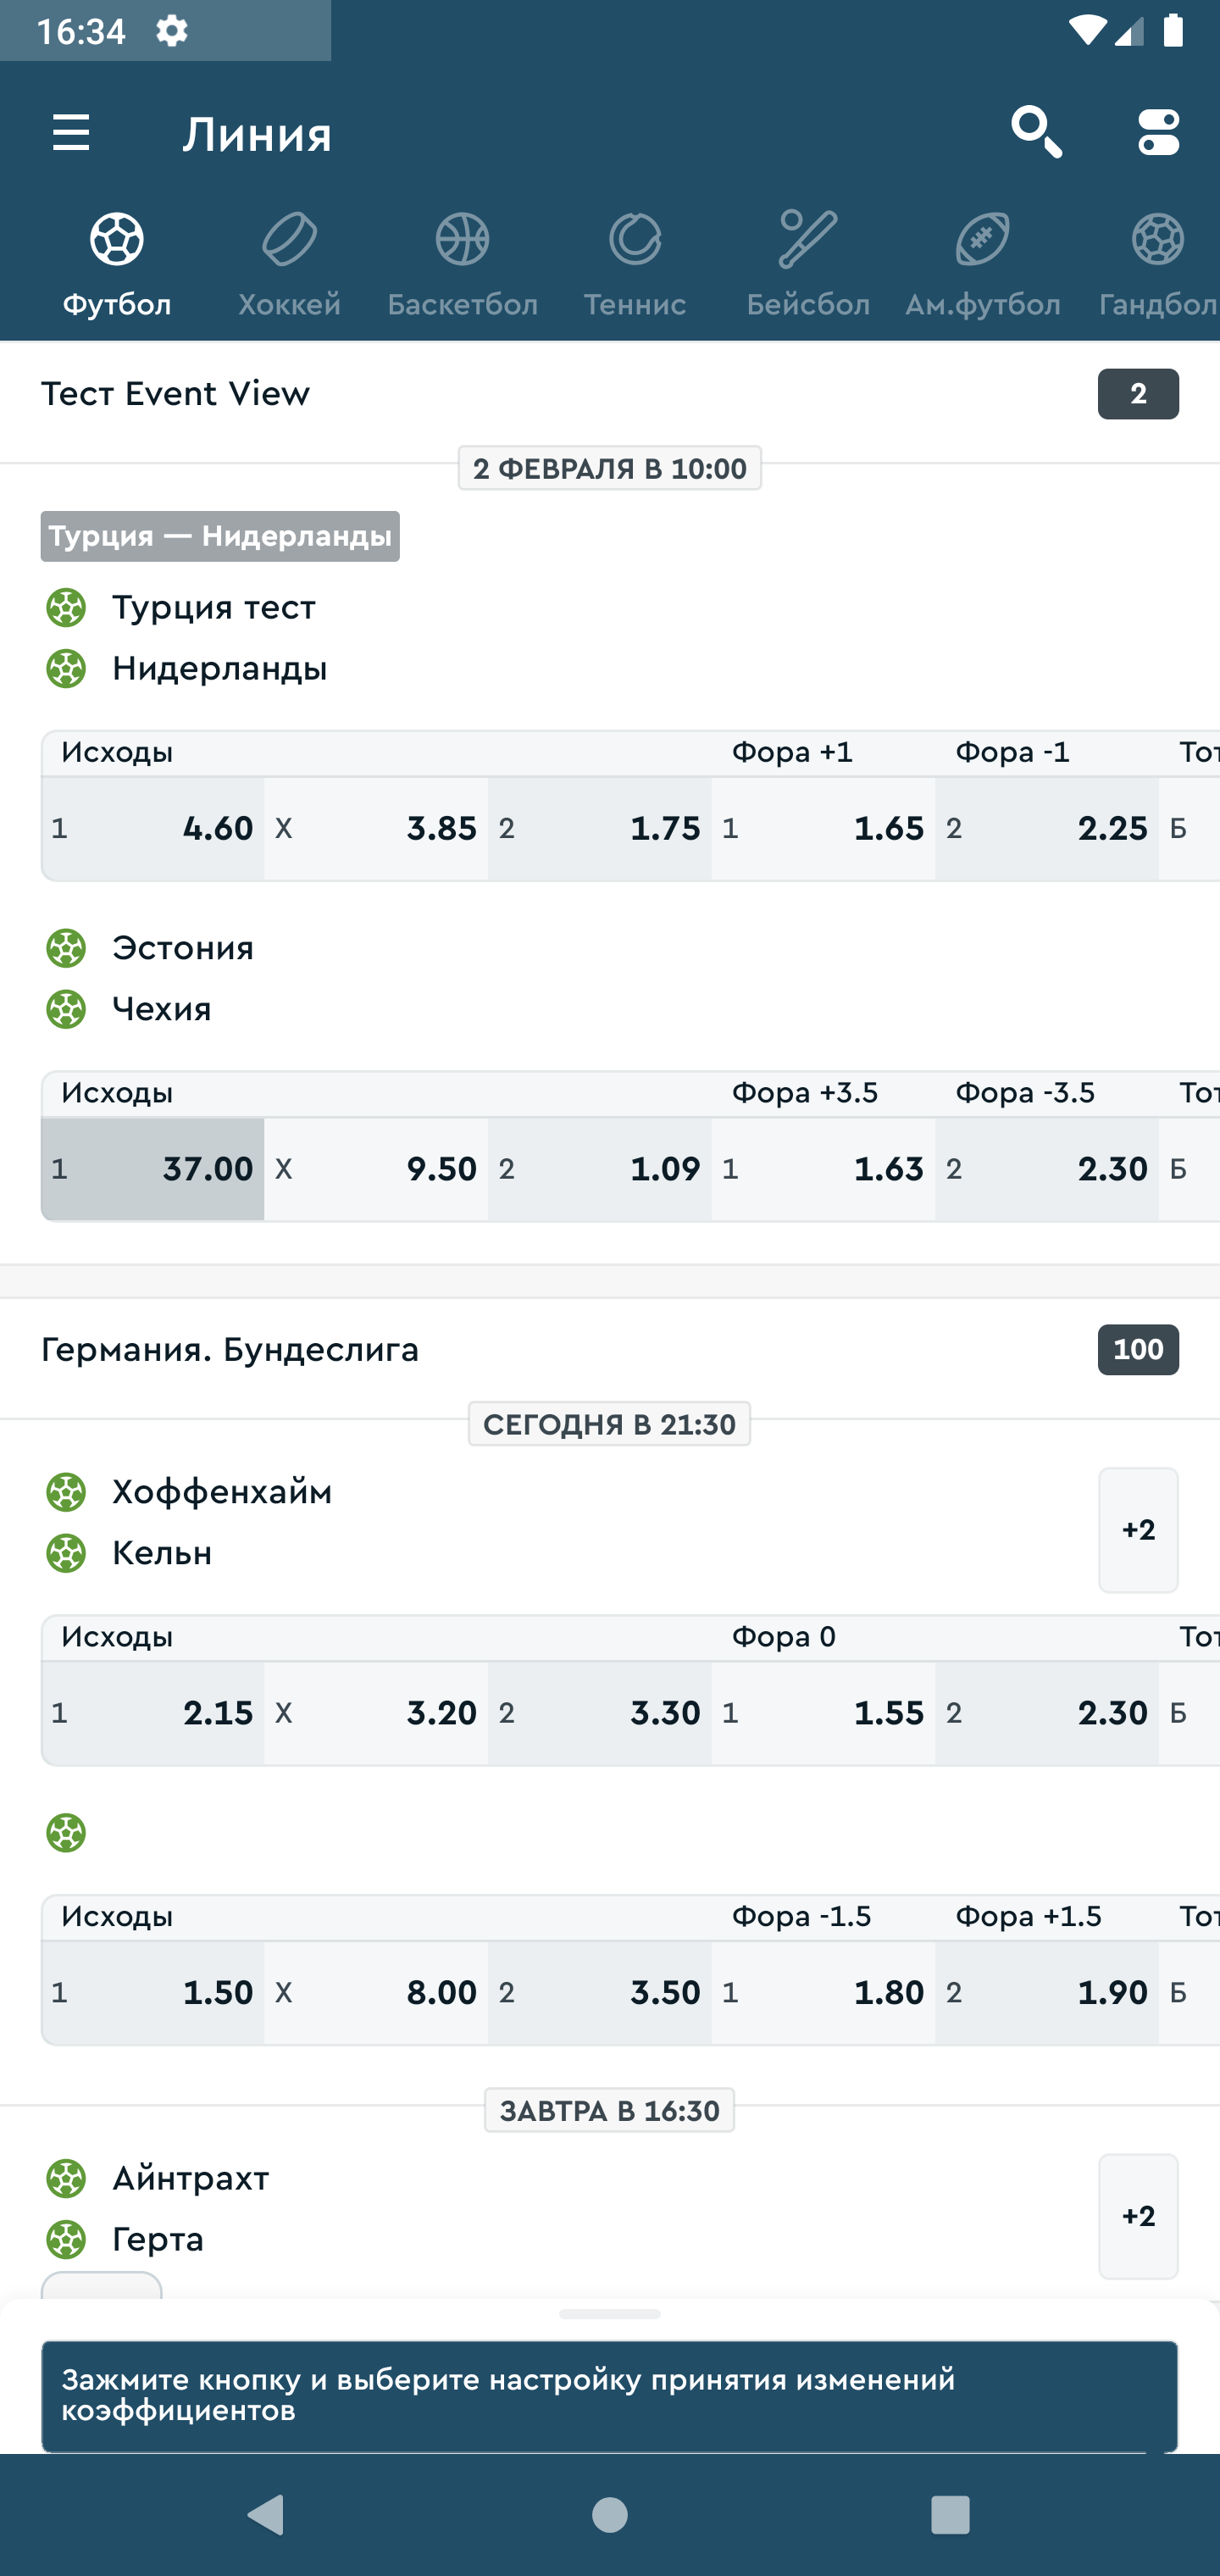 16:34
Линия
Футбол Хоккей Баскетбол Теннис Бейсбол Ам.футбол Гандбол
Тест Event View 2
2 ФЕВРАЛЯ В 10:00
Турция — Нидерланды
Турция тест
Нидерланды
Исходы Фора +1 Фора -1 Тот
1 4.60 X 3.85 2 1.75 1 1.65 2 2.25 Б
Эстония
Чехия
Исходы Фора +3.5 Фора -3.5 Тот
1 37.00 X 9.50 2 1.09 1 1.63 2 2.30 Б
Германия. Бундеслига 100
СЕГОДНЯ В 21:30
Хоффенхайм
+2
Кельн
Исходы Фора 0 Тот
1 2.15 X 3.20 2 3.30 1 1.55 2 2.30 Б
Исходы Фора -1.5 Фора +1.5 Тот
1 1.50 X 8.00 2 3.50 1 1.80 2 1.90 Б
ЗАВТРА В 16:30
Айнтрахт
+2
Герта
Зажмите кнопку и выберите настройку принятия изменений
коэффициентов